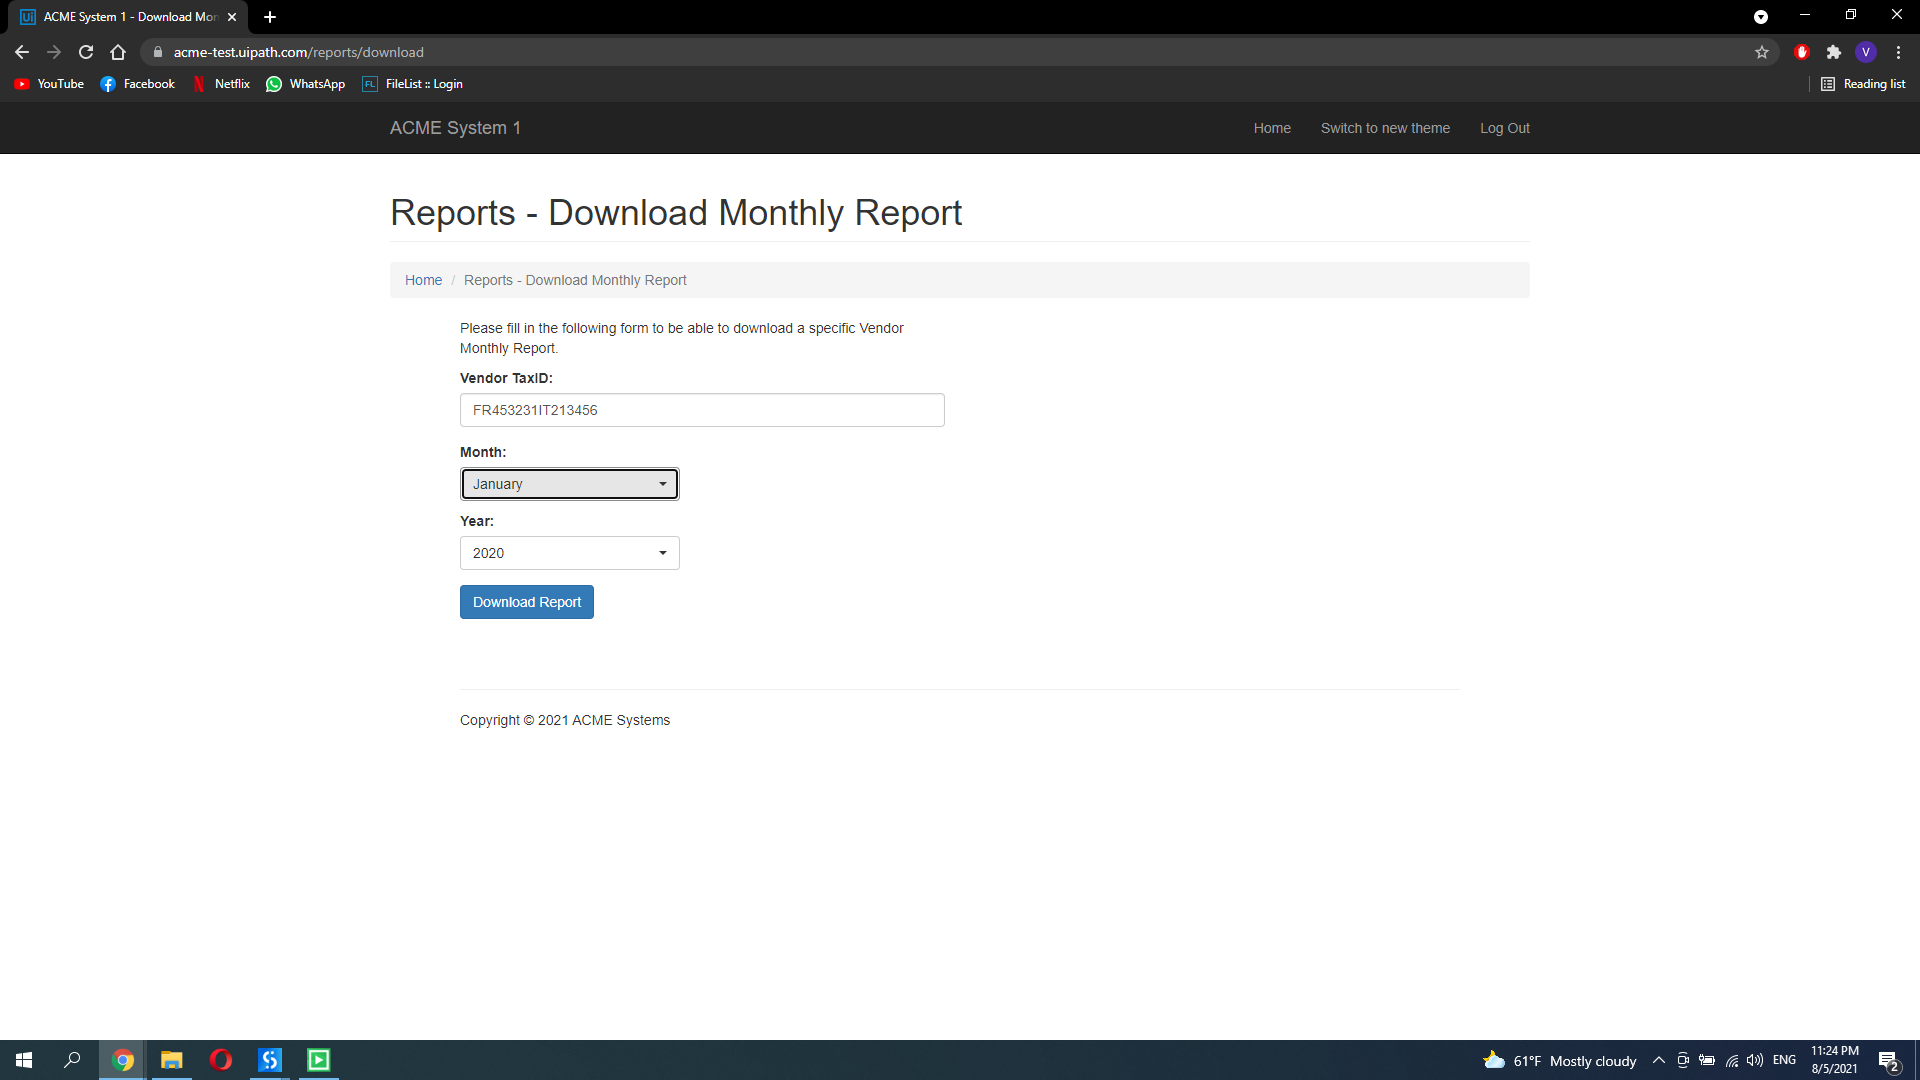 ACME System 1 - Download Mon
acme-test.uipath.com/reports/download
YouTube Facebook Netflix WhatsApp FileList :: Login Reading list
ACME System 1 Home Switch to new theme Log Out
Reports - Download Monthly Report
Home / Reports - Download Monthly Report
Please fill in the following form to be able to download a specific Vendor
Monthly Report.
Vendor TaxID:
FR453231IT213456
Month:
January
Year:
2020
Download Report
Copyright © 2021 ACME Systems
61°F Mostly cloudy ENG
11:24 PM
8/5/2021
2